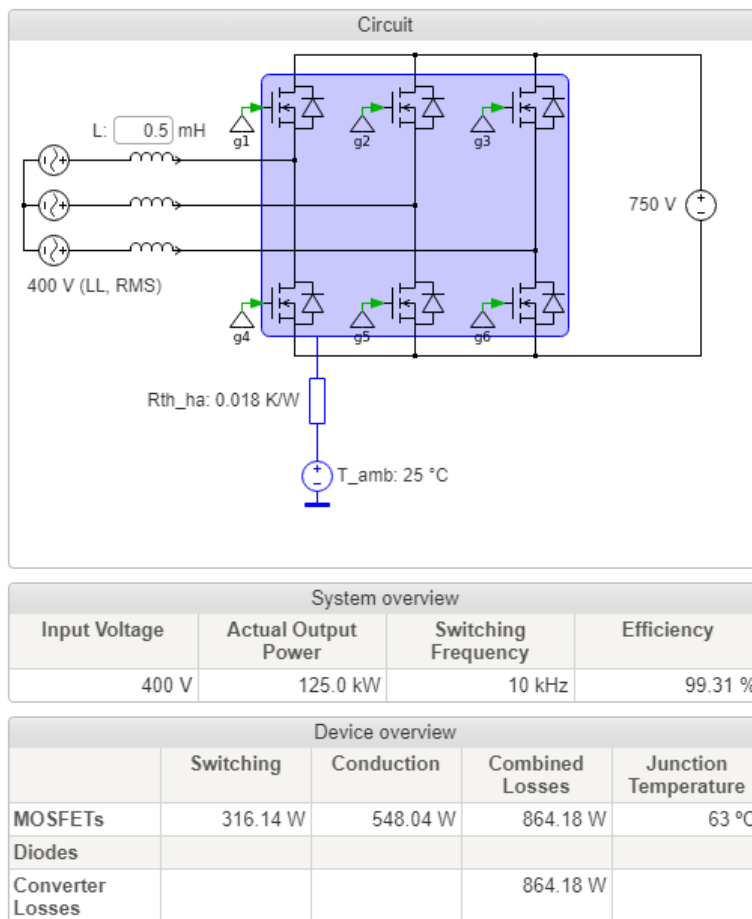 Circuit
L: 0.5 mH
g1 g2 g3
750 V
400 V (LL, RMS)
g4 g5 g6
Rth_ha: 0.018 K/W
T_amb: 25 °C
System overview
Input Voltage Actual Output Power Switching Frequency Efficiency
400 V 125.0 kW 10 kHz 99.31 %
Device overview
Switching Conduction Combined Losses Junction Temperature
MOSFETs 316.14 W 548.04 W 864.18 W 63 ºC
Diodes
Converter Losses 864.18 W